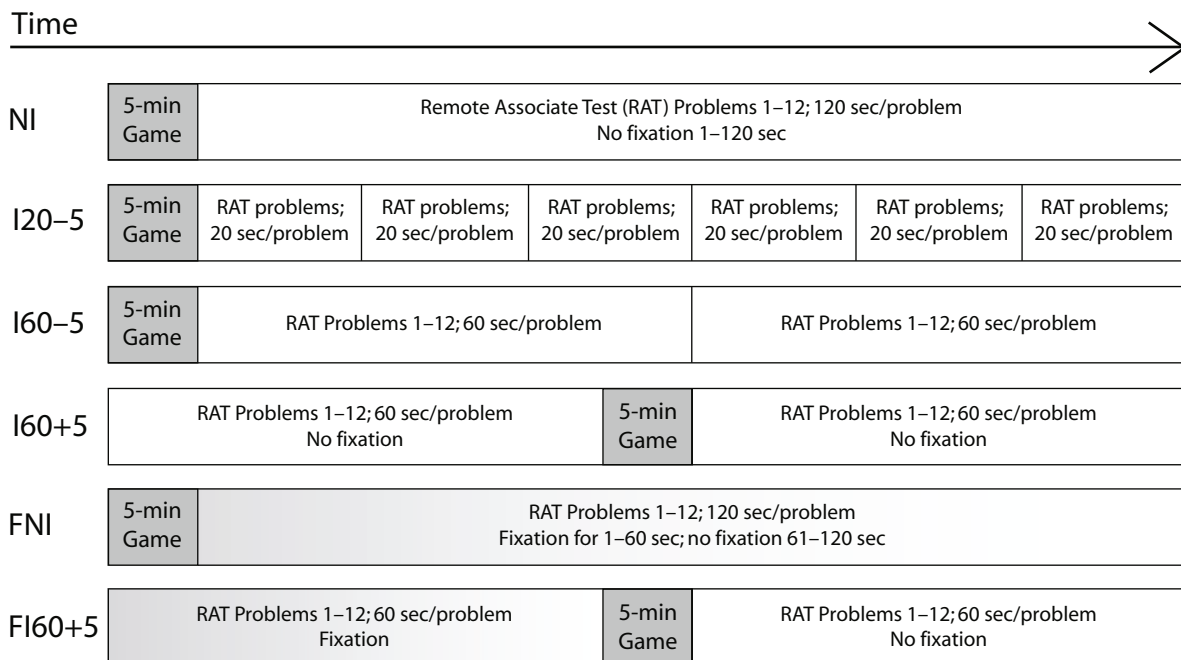 Time
NI
5-min
Game
Remote Associate Test (RAT) Problems 1–12; 120 sec/problem
No fixation 1–120 sec
I20–5
5-min
Game
RAT problems;
20 sec/problem
RAT problems;
20 sec/problem
RAT problems;
20 sec/problem
RAT problems;
20 sec/problem
RAT problems;
20 sec/problem
RAT problems;
20 sec/problem
I60–5
5-min
Game
RAT Problems 1–12; 60 sec/problem
RAT Problems 1–12; 60 sec/problem
I60+5
RAT Problems 1–12; 60 sec/problem
No fixation
5-min
Game
RAT Problems 1–12; 60 sec/problem
No fixation
FNI
5-min
Game
RAT Problems 1–12; 120 sec/problem
Fixation for 1–60 sec; no fixation 61–120 sec
FI60+5
RAT Problems 1–12; 60 sec/problem
Fixation
5-min
Game
RAT Problems 1–12; 60 sec/problem
No fixation